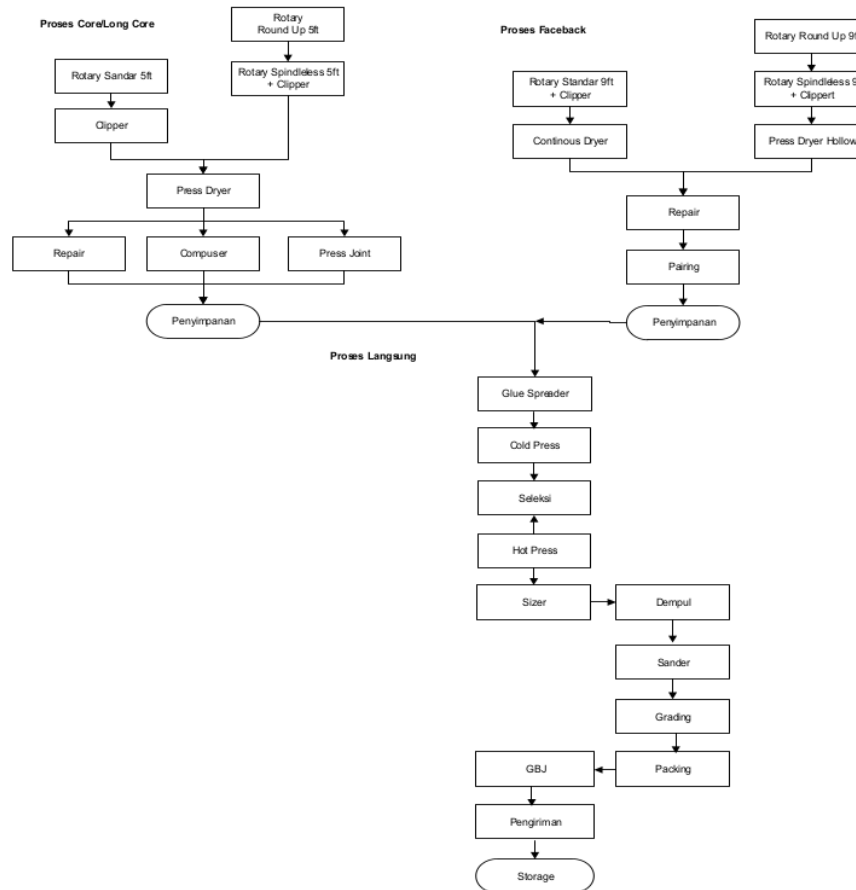 Proses Core/Long Core
Rotary
Round Up 5ft
Rotary Sandar 5ft
Rotary Spindleless 5ft
+ Clipper
Clipper
Press Dryer
Repair
Compuser
Press Joint
Penyimpanan
Proses Faceback
Rotary Round Up 9ft
Rotary Standar 9ft
+ Clipper
Rotary Spindleless 9
+ Clippert
Continous Dryer
Press Dryer Hollow
Repair
Pairing
Penyimpanan
Proses Langsung
Glue Spreader
Cold Press
Seleksi
Hot Press
Sizer
Dempul
Sander
Grading
Packing
GBJ
Pengiriman
Storage